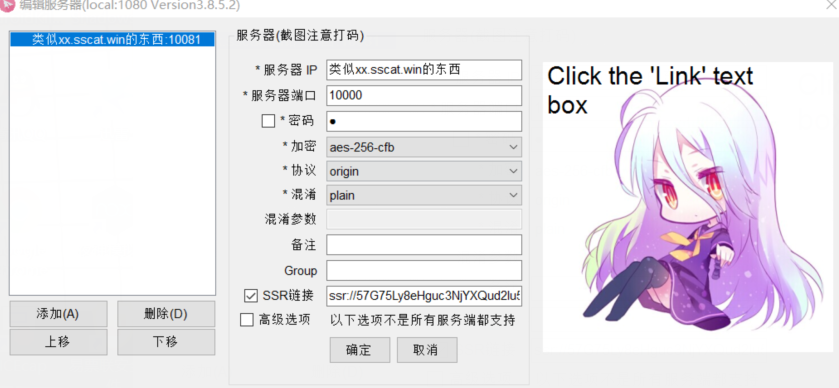 编辑服务器(local:1080 Version3.8.5.2)
类似xx.sscat.win的东西:10081
添加(A)
删除(D)
上移
下移
服务器(截图注意打码)
* 服务器 IP 类似xx.sscat.win的东西
* 服务器端口 10000
* 密码 ●
* 加密 aes-256-cfb
* 协议 origin
* 混淆 plain
混淆参数
备注
Group
SSR链接 ssr://57G75Ly8eHguc3NjYXQud2lu5
高级选项 以下选项不是所有服务端都支持
确定 取消
Click the 'Link' text
box